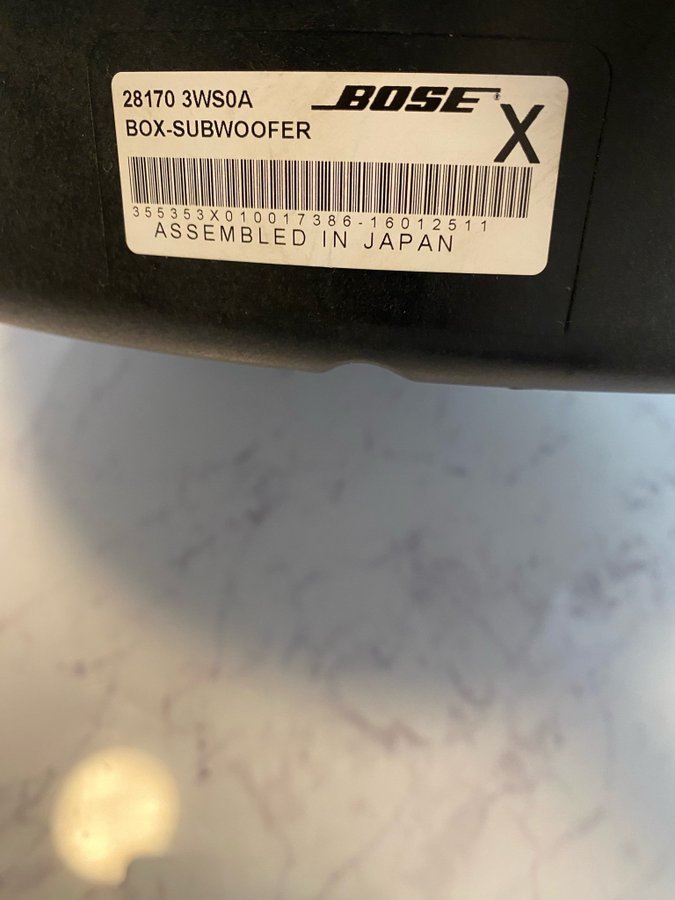 28170 3WS0A
BOSE®
BOX-SUBWOOFER
X
355353X010017386-16012511
ASSEMBLED IN JAPAN